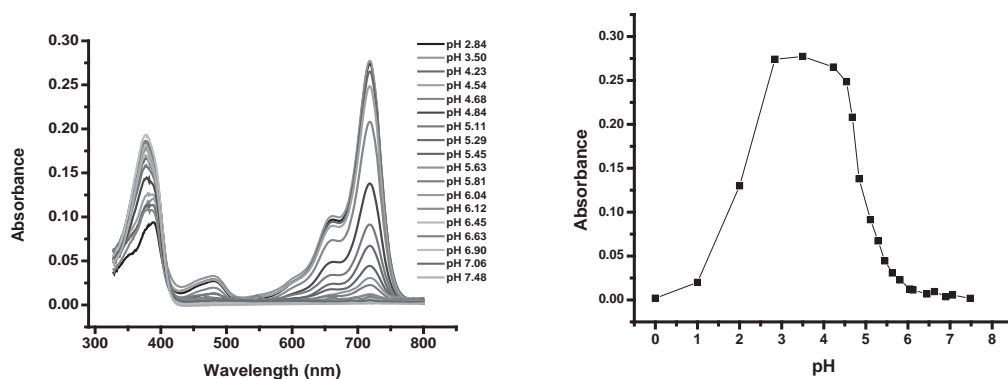 0.30
0.25
0.20
0.15
0.10
0.05
0.00
Absorbance
300 400 500 600 700 800
Wavelength (nm)
pH 2.84
pH 3.50
pH 4.23
pH 4.54
pH 4.68
pH 4.84
pH 5.11
pH 5.29
pH 5.45
pH 5.63
pH 5.81
pH 6.04
pH 6.12
pH 6.45
pH 6.63
pH 6.90
pH 7.06
pH 7.48
0.30
0.25
0.20
0.15
0.10
0.05
0.00
Absorbance
0 1 2 3 4 5 6 7 8
pH